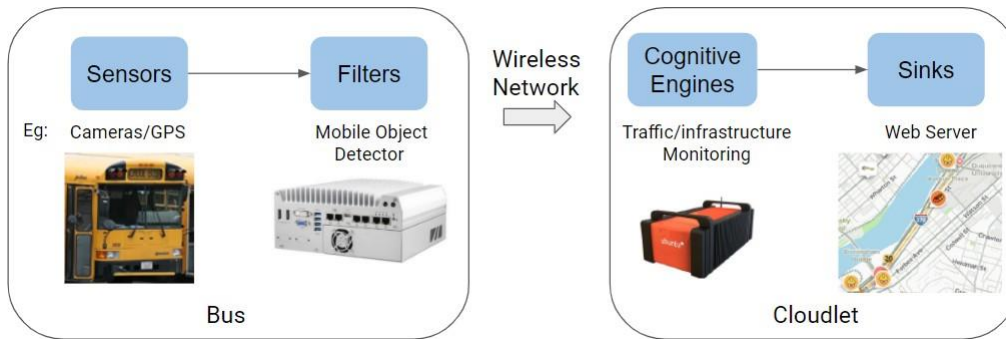 Sensors
Filters
Wireless
Network
Cognitive
Engines
Sinks
Eg:
Cameras/GPS
Mobile Object
Detector
Traffic/infrastructure
Monitoring
Web Server
ubuntu
Bus
Cloudlet